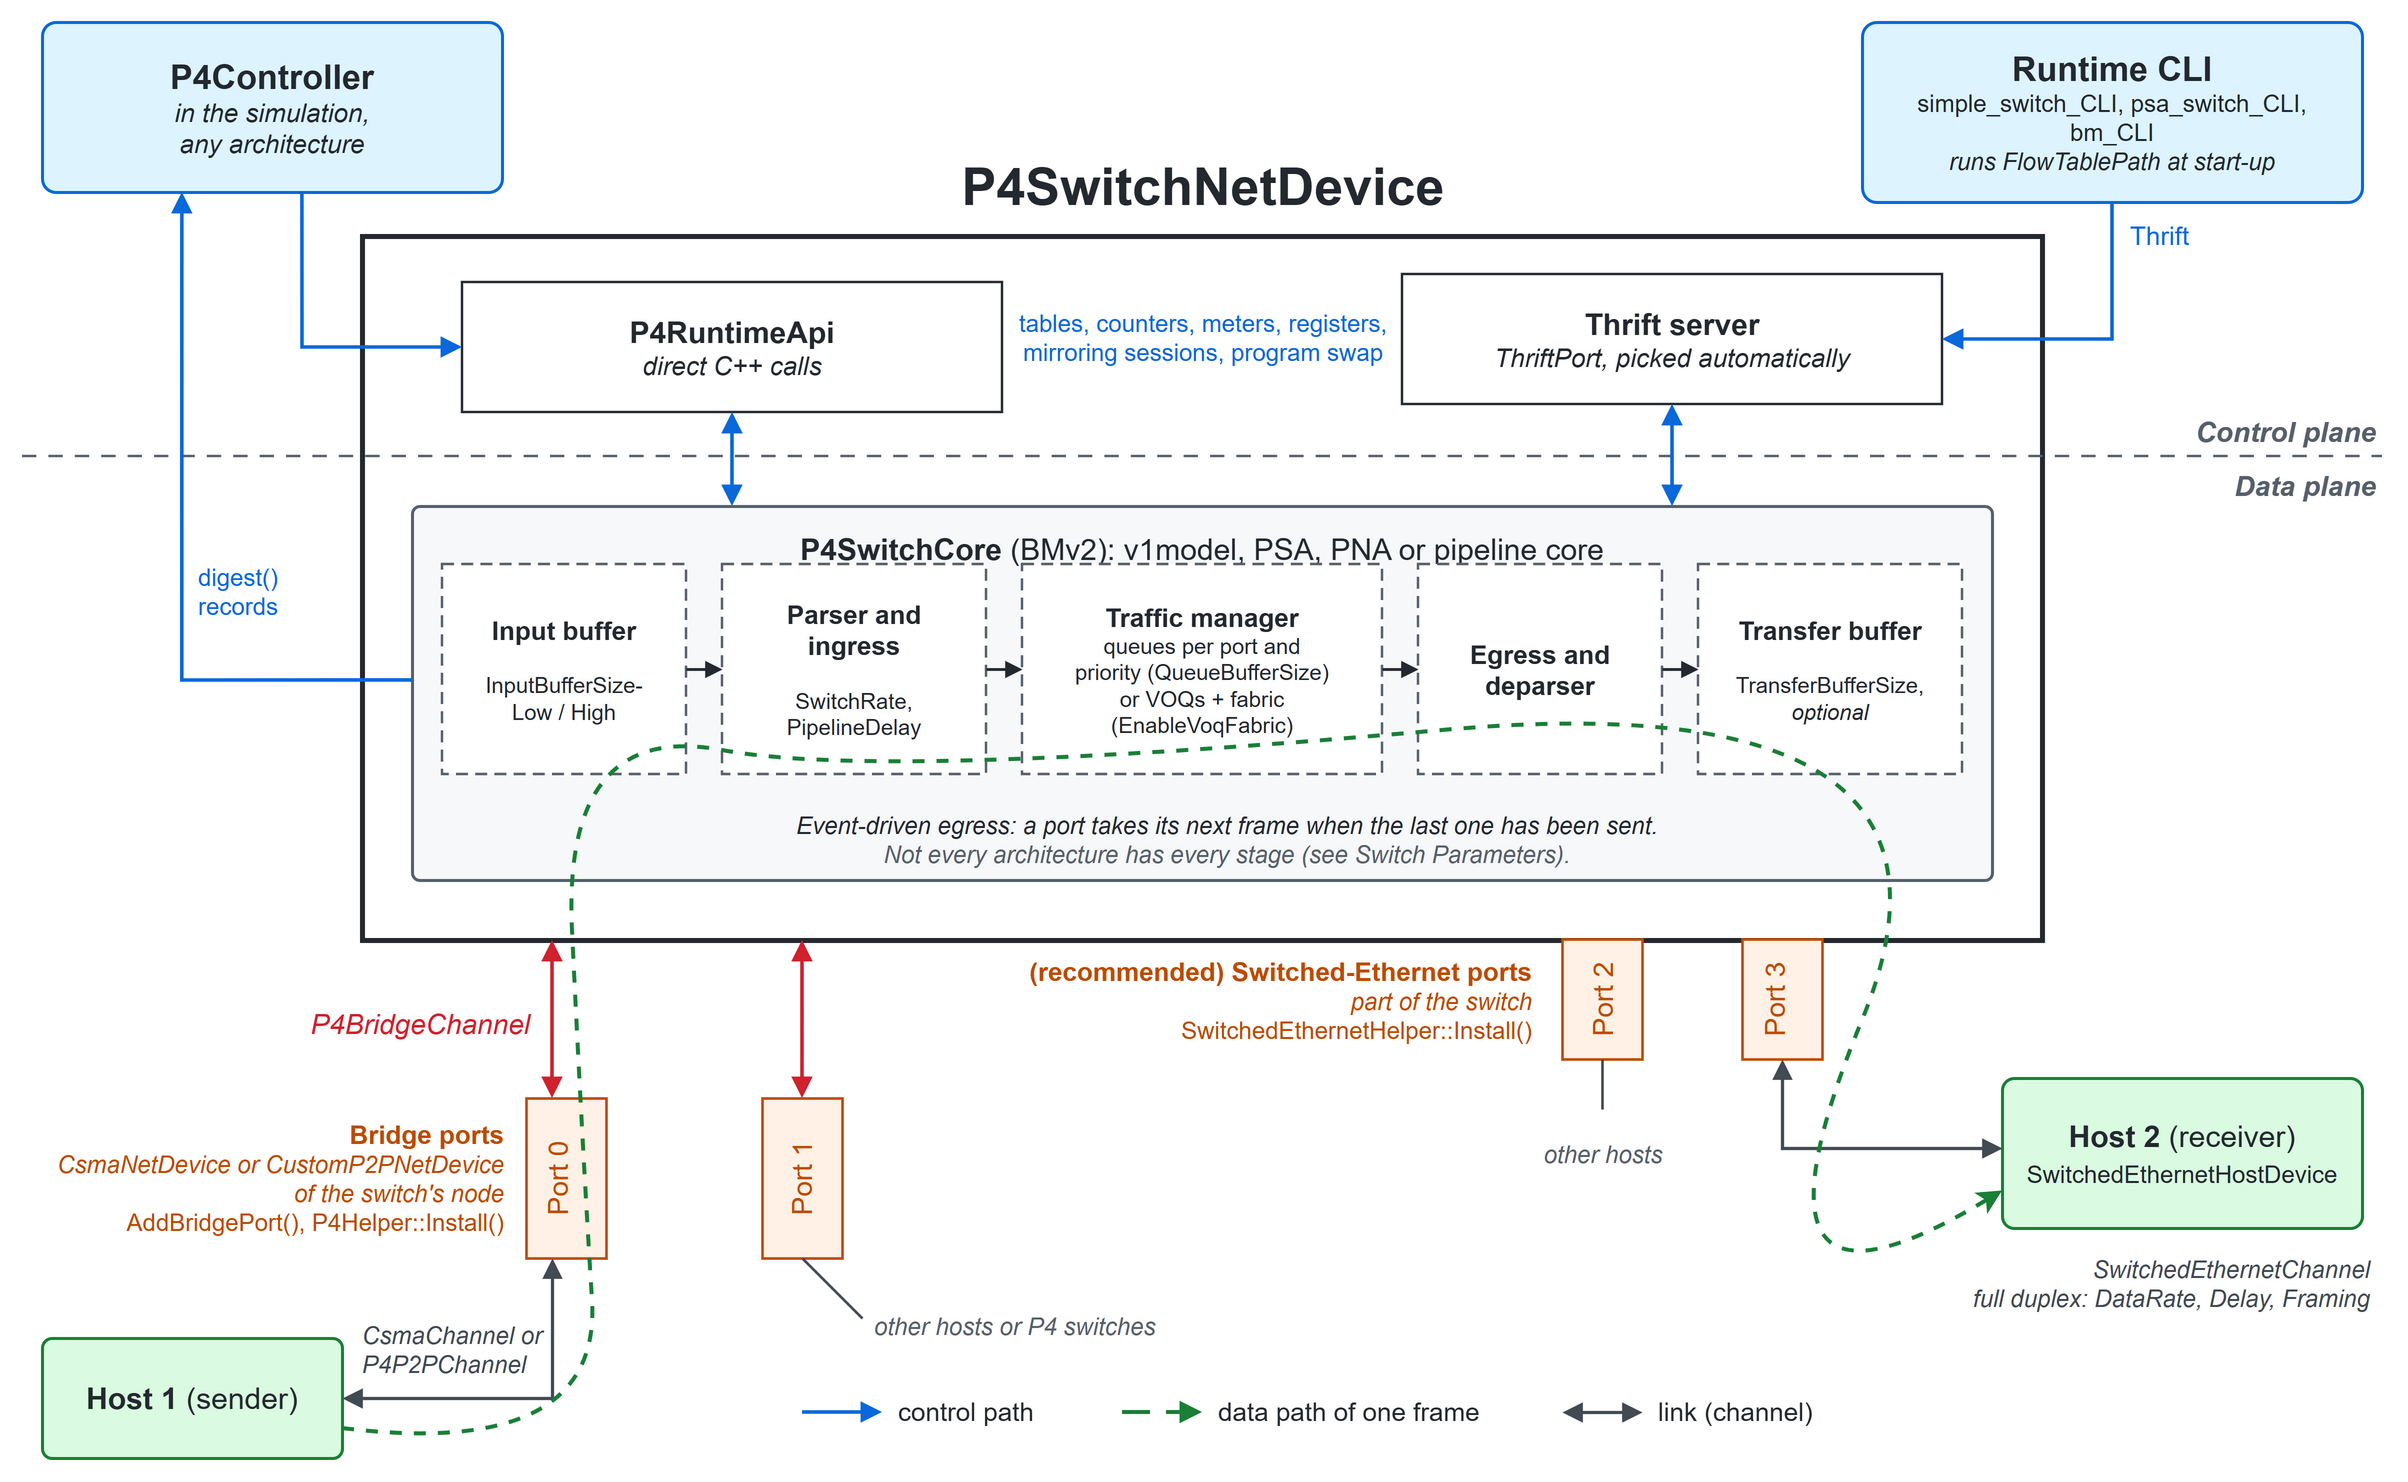 P4Controller
in the simulation,
any architecture
Runtime CLI
simple_switch_CLI, psa_switch_CLI,
bm_CLI
runs FlowTablePath at start-up
P4SwitchNetDevice
Thrift
P4RuntimeApi
direct C++ calls
tables, counters, meters, registers,
mirroring sessions, program swap
Thrift server
ThriftPort, picked automatically
Control plane
Data plane
digest()
records
P4SwitchCore (BMv2): v1model, PSA, PNA or pipeline core
Input buffer
InputBufferSize-
Low / High
Parser and
ingress
SwitchRate,
PipelineDelay
Traffic manager
queues per port and
priority (QueueBufferSize)
or VOQs + fabric
(EnableVoqFabric)
Egress and
deparser
Transfer buffer
TransferBufferSize,
optional
Event-driven egress: a port takes its next frame when the last one has been sent.
Not every architecture has every stage (see Switch Parameters).
P4BridgeChannel
(recommended) Switched-Ethernet ports
part of the switch
SwitchedEthernetHelper::Install()
Port 2
Port 3
other hosts
Bridge ports
CsmaNetDevice or CustomP2PNetDevice
of the switch's node
AddBridgePort(), P4Helper::Install()
Port 0
Port 1
other hosts or P4 switches
Host 2 (receiver)
SwitchedEthernetHostDevice
SwitchedEthernetChannel
full duplex: DataRate, Delay, Framing
CsmaChannel or
P4P2PChannel
Host 1 (sender)
control path
data path of one frame
link (channel)